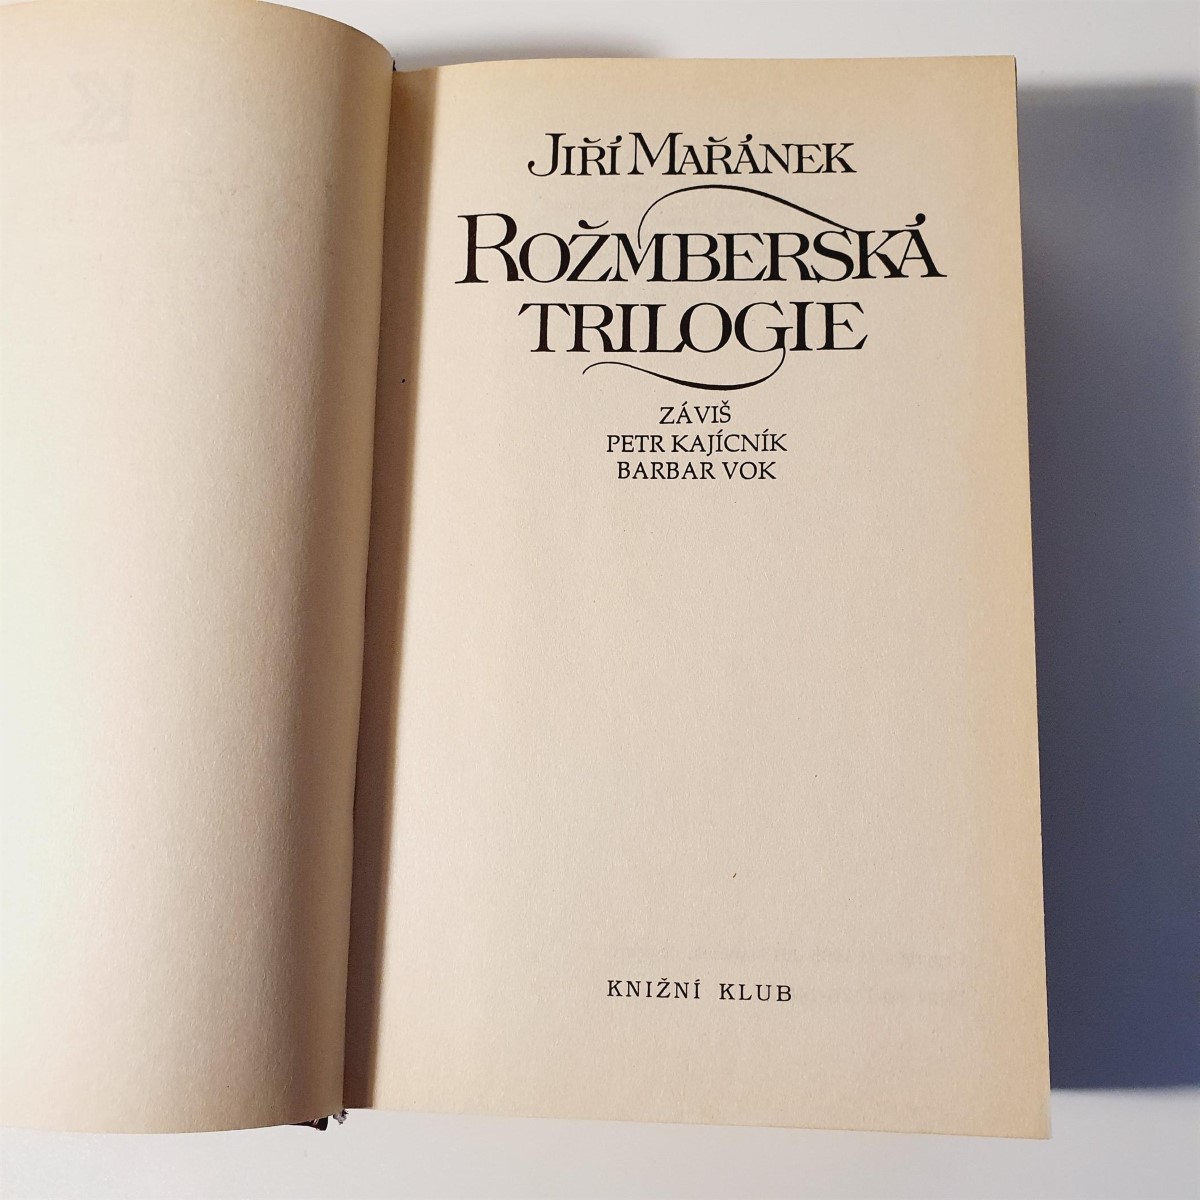 JIŘÍ MAŘÁNEK
ROŽMBERSKÁ
TRILOGIE
ZÁVIŠ
PETR KAJÍCNÍK
BARBAR VOK
KNIŽNÍ KLUB